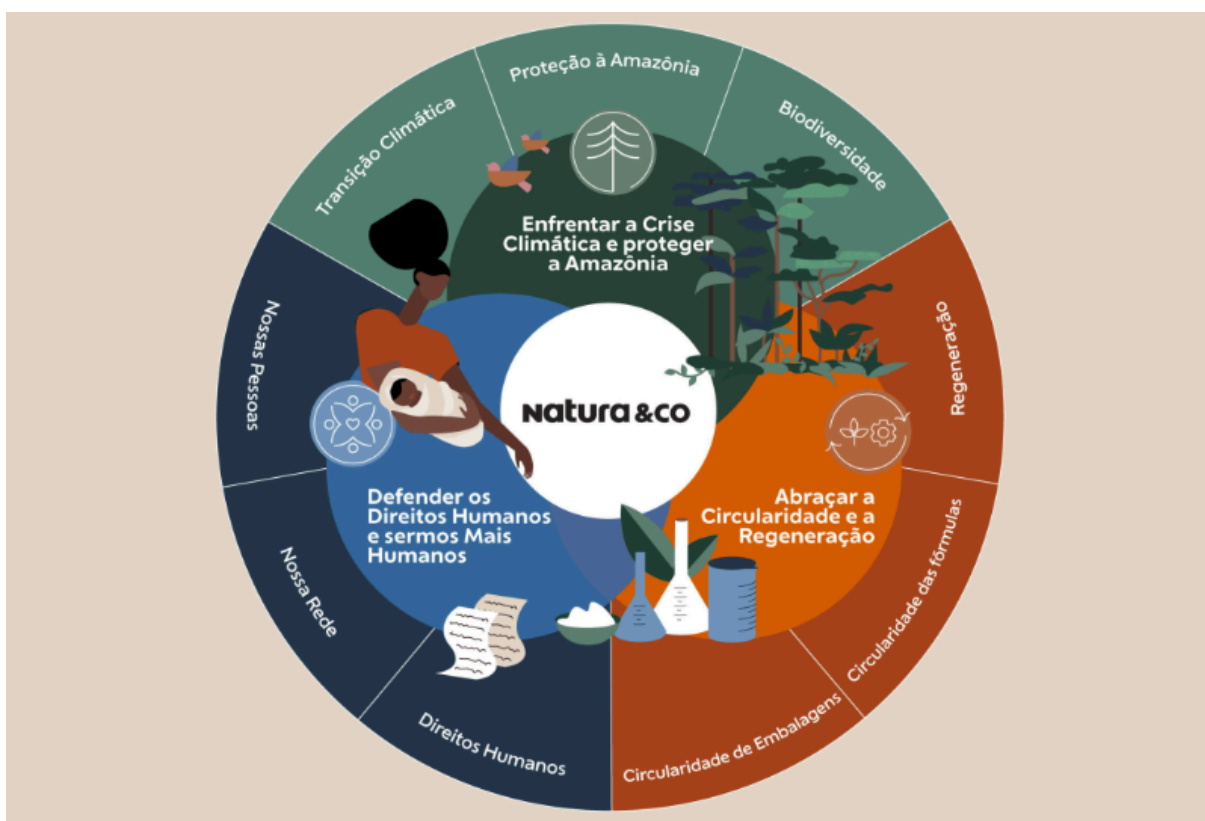 Proteção à Amazônia
Transição Climática
Biodiversidade
Enfrentar a Crise
Climática e proteger
a Amazônia
Nossas Pessoas
Regeneração
Natura &CO
Defender os
Direitos Humanos
e sermos Mais
Humanos
Abraçar a
Circularidade e a
Regeneração
Nossa Rede
Circularidade das fórmulas
Direitos Humanos
Circularidade de Embalagens